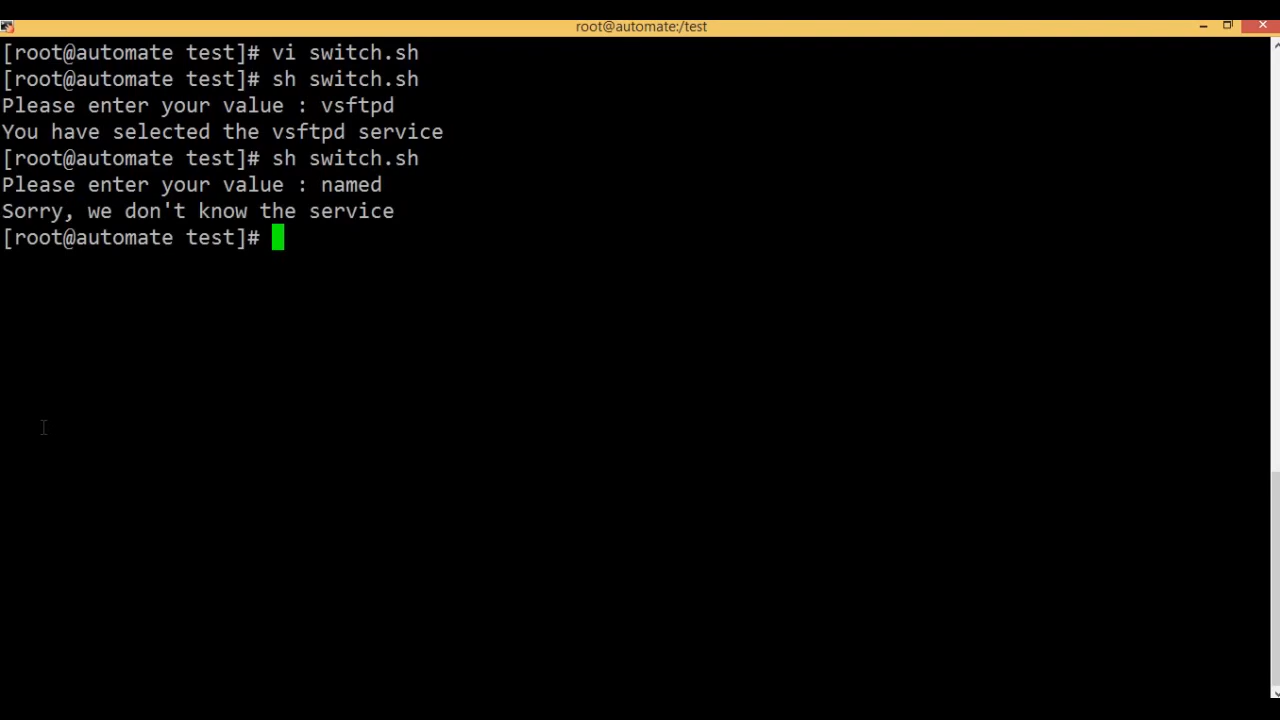 root@automate:/test
[root@automate test]# vi switch.sh
[root@automate test]# sh switch.sh
Please enter your value : vsftpd
You have selected the vsftpd service
[root@automate test]# sh switch.sh
Please enter your value : named
Sorry, we don't know the service
[root@automate test]#